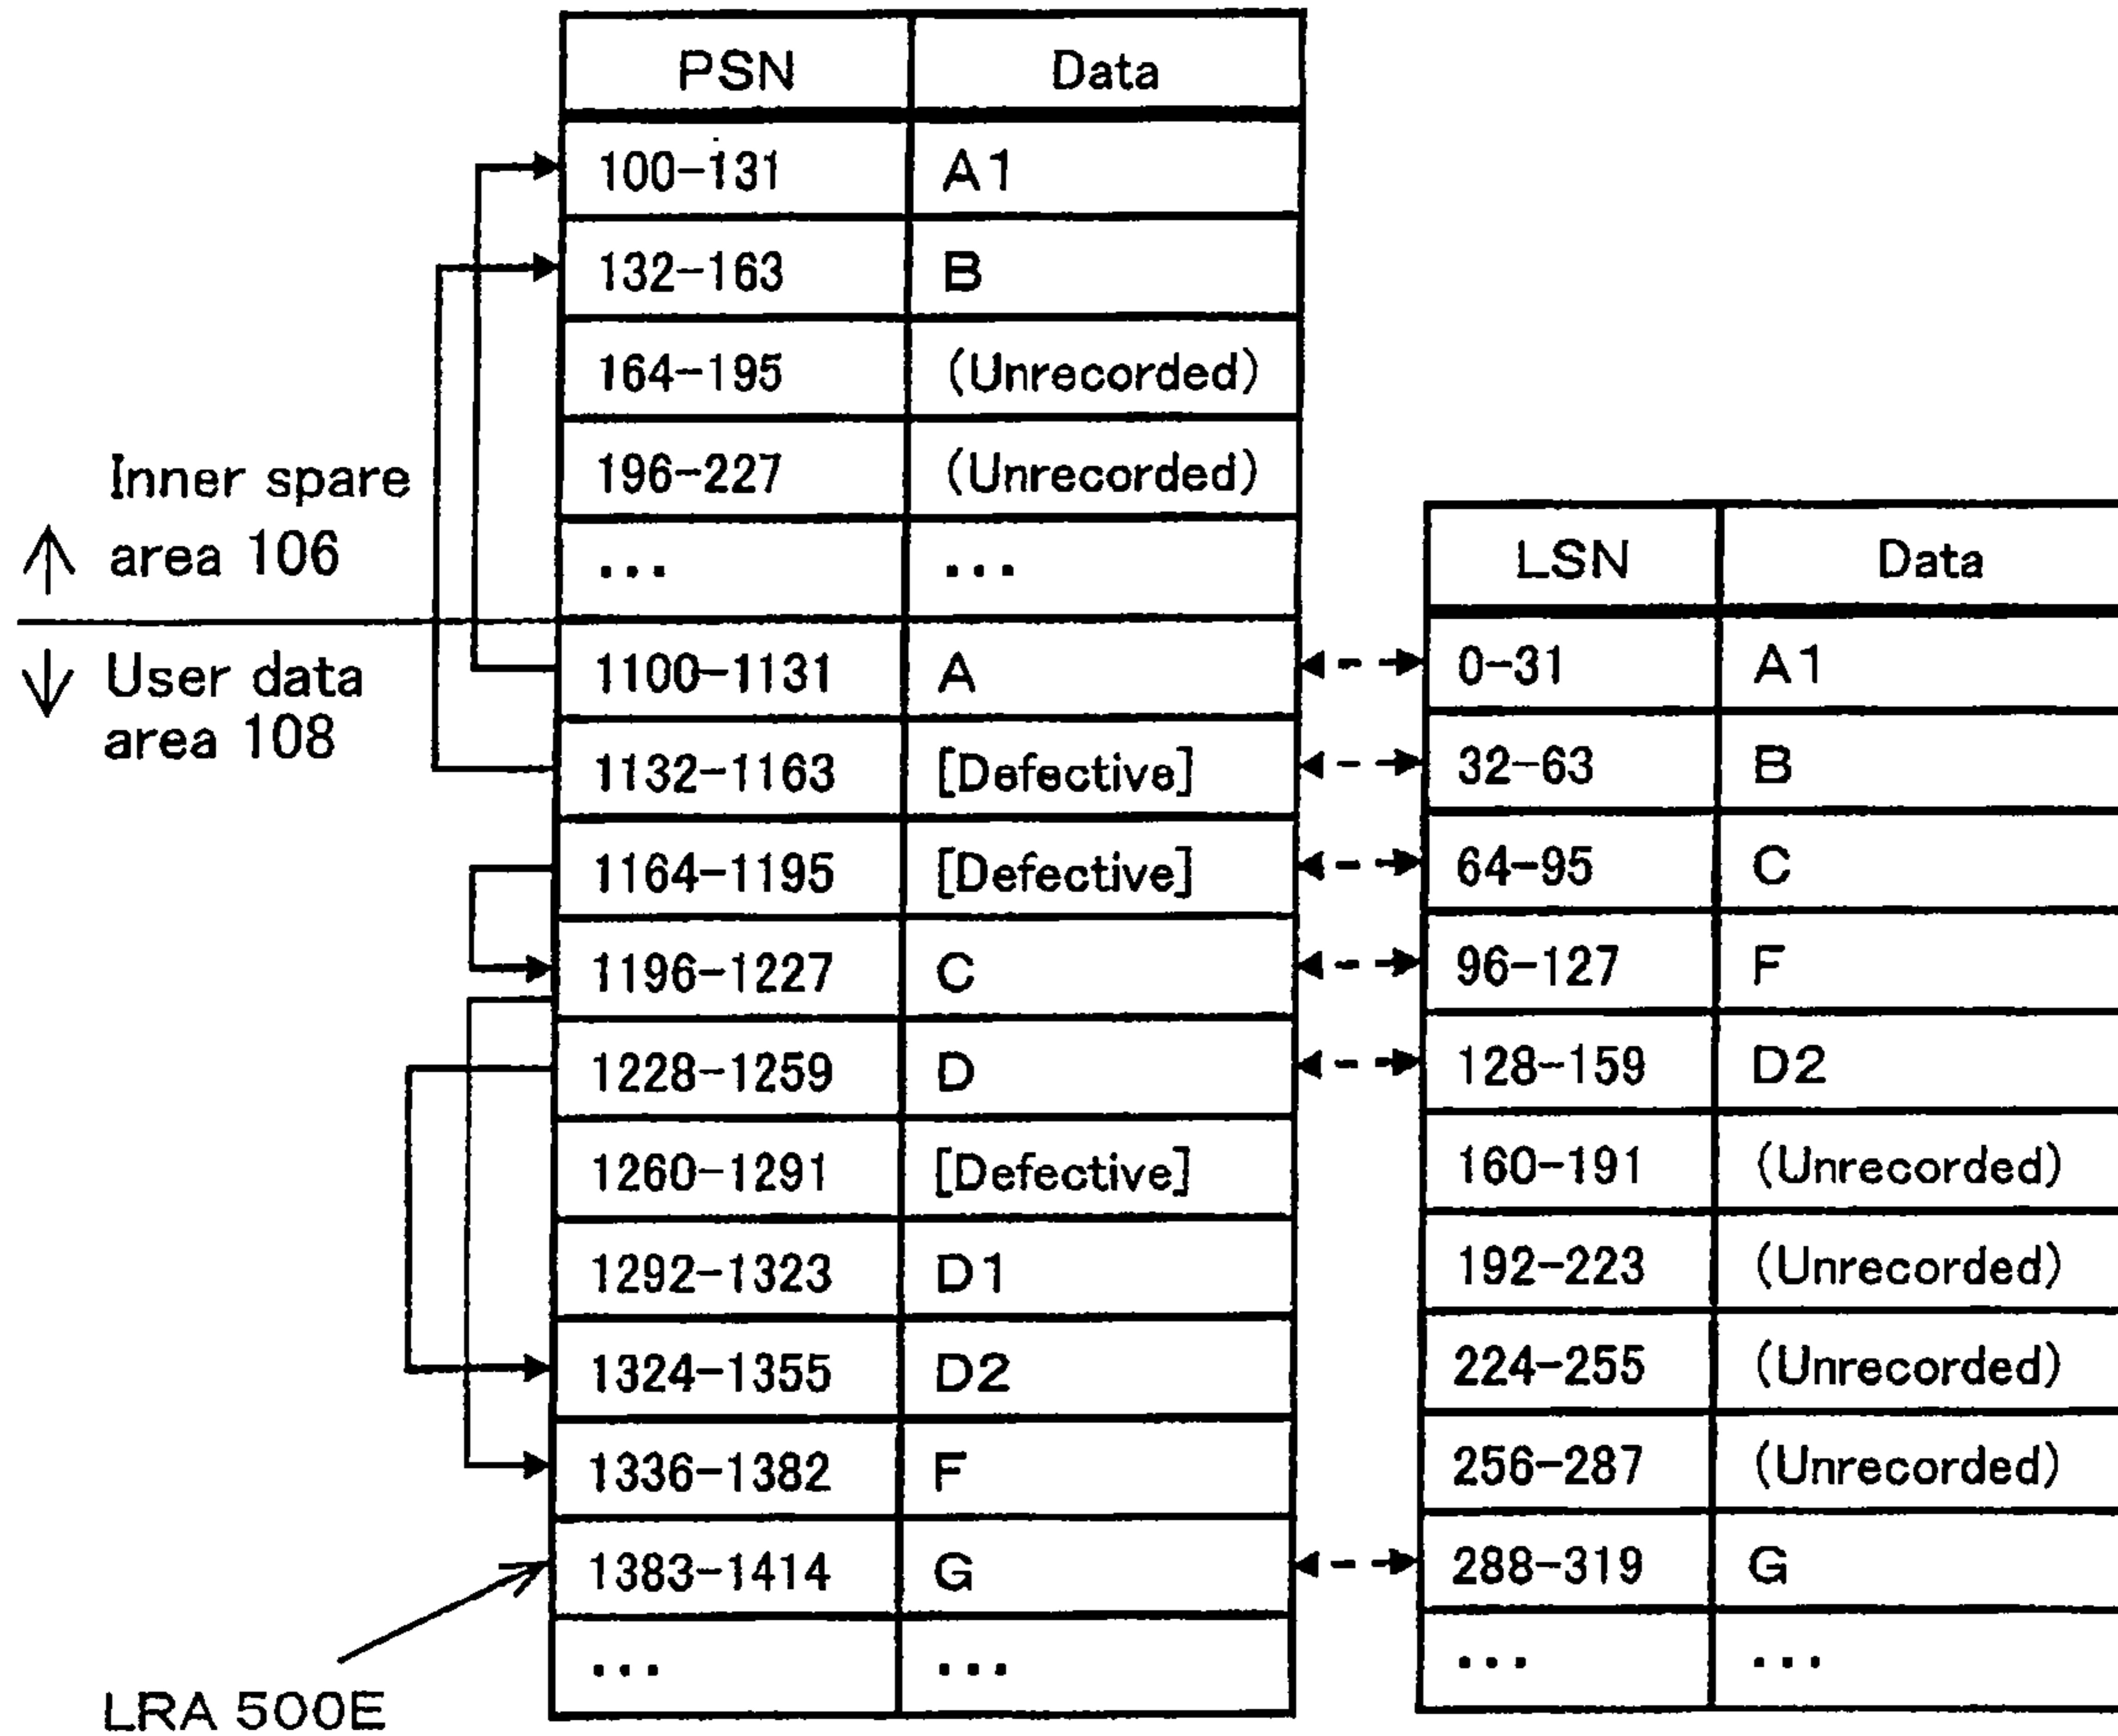 PSN Data
100-131 A1
132-163 B
164-195 (Unrecorded)
196-227 (Unrecorded)
... ...
1100-1131 A
1132-1163 [Defective]
1164-1195 [Defective]
1196-1227 C
1228-1259 D
1260-1291 [Defective]
1292-1323 D1
1324-1355 D2
1336-1382 F
1383-1414 G
... ...
Inner spare
↑ area 106
↓ User data
area 108
LRA 500E
LSN Data
0-31 A1
32-63 B
64-95 C
96-127 F
128-159 D2
160-191 (Unrecorded)
192-223 (Unrecorded)
224-255 (Unrecorded)
256-287 (Unrecorded)
288-319 G
... ...